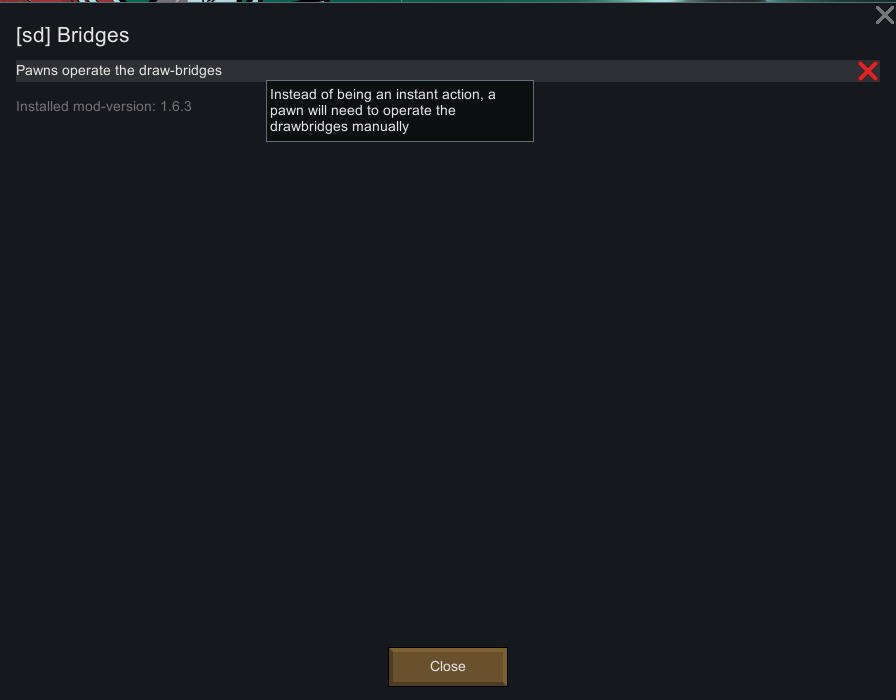 [sd] Bridges
Pawns operate the draw-bridges
Instead of being an instant action, a
pawn will need to operate the
drawbridges manually
Installed mod-version: 1.6.3
Close